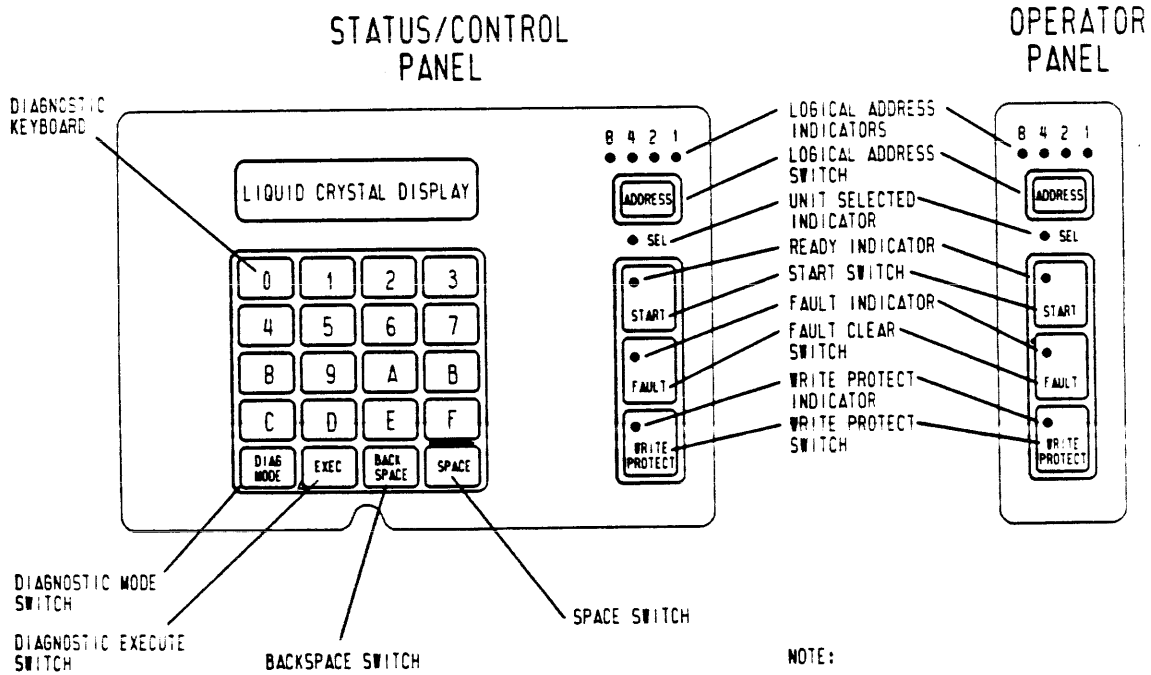 STATUS/CONTROL
PANEL
OPERATOR
PANEL
DIAGNOSTIC
KEYBOARD
LIQUID CRYSTAL DISPLAY
0 1 2 3
4 5 6 7
8 9 A B
C D E F
DIAG
MODE
EXEC
BACK
SPACE
SPACE
8 4 2 1
ADDRESS
SEL
START
FAULT
WRITE
PROTECT
LOGICAL ADDRESS
INDICATORS
LOGICAL ADDRESS
SWITCH
UNIT SELECTED
INDICATOR
READY INDICATOR
START SWITCH
FAULT INDICATOR
FAULT CLEAR
SWITCH
WRITE PROTECT
INDICATOR
WRITE PROTECT
SWITCH
8 4 2 1
ADDRESS
SEL
START
FAULT
WRITE
PROTECT
DIAGNOSTIC MODE
SWITCH
DIAGNOSTIC EXECUTE
SWITCH
BACKSPACE SWITCH
SPACE SWITCH
NOTE: